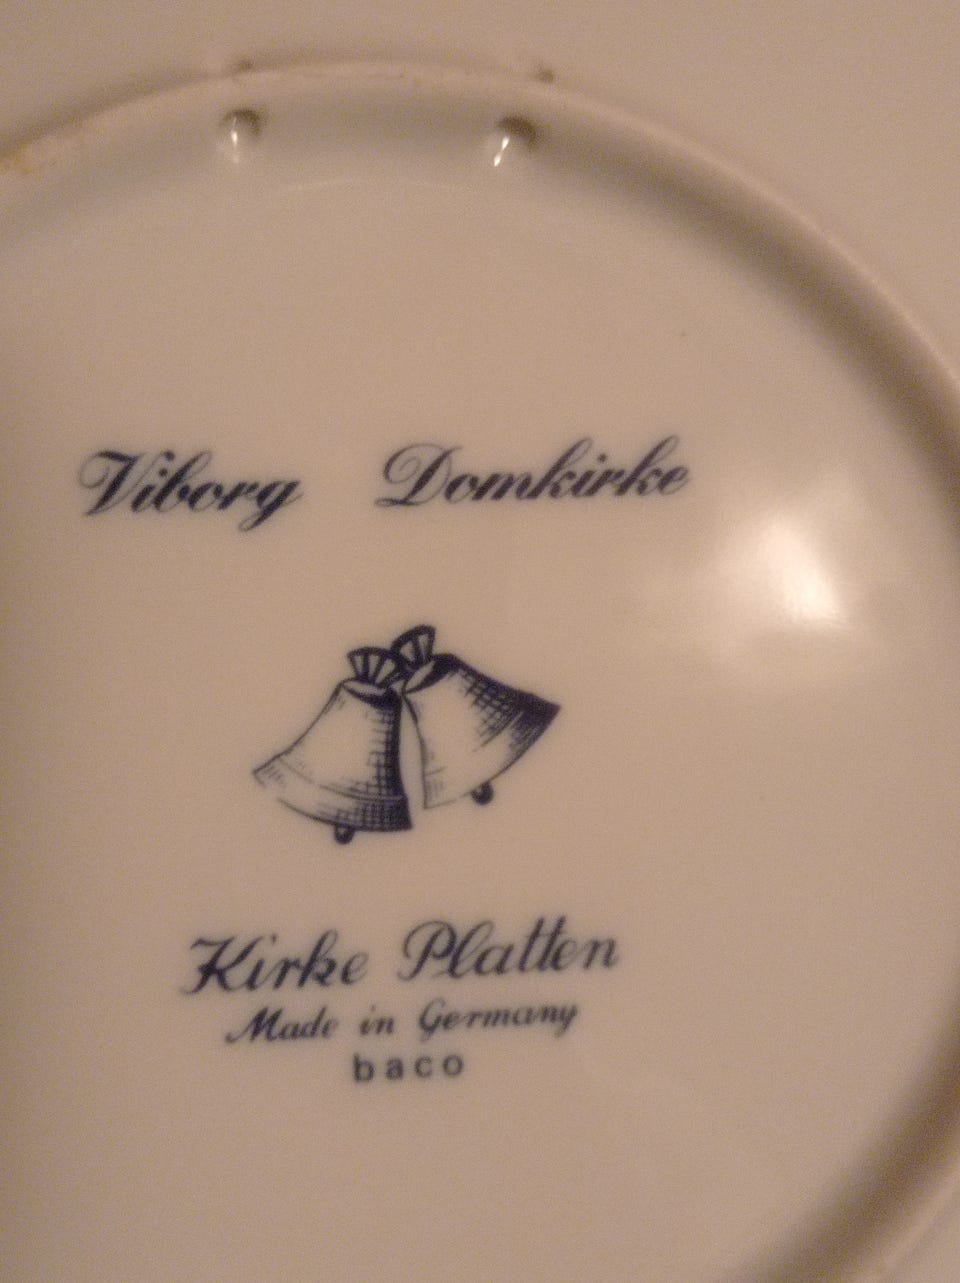 Viborg Domkirke
Kirke Platten
Made in Germany
baco